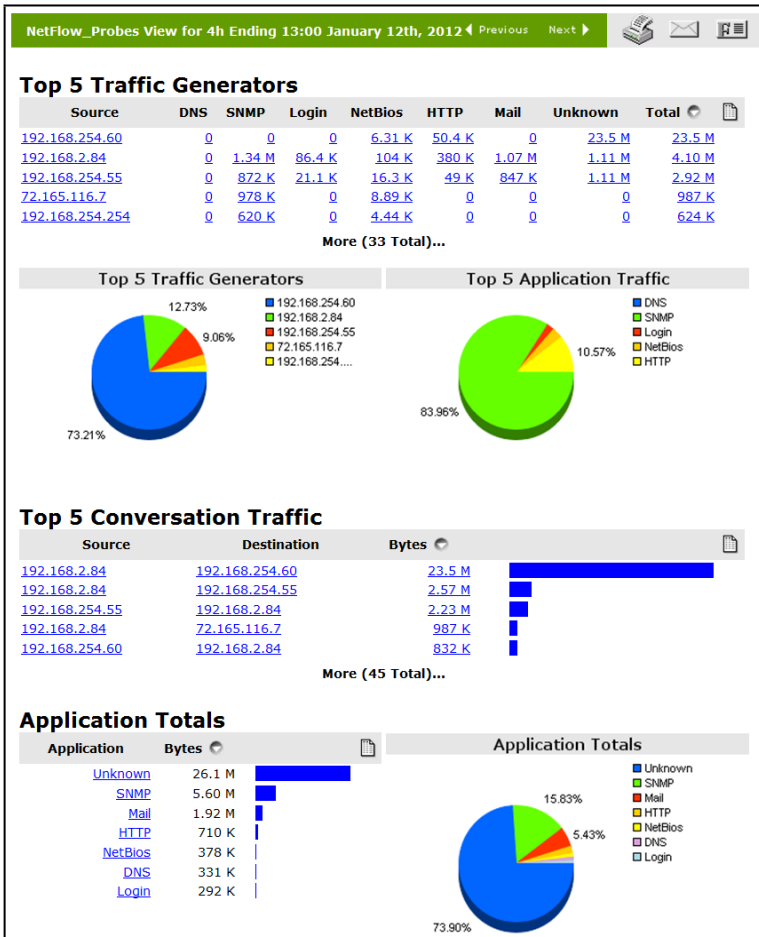 NetFlow_Probes View for 4h Ending 13:00 January 12th, 2012 Previous Next
Top 5 Traffic Generators
Source DNS SNMP Login NetBios HTTP Mail Unknown Total
192.168.254.60 0 0 0 6.31 K 50.4 K 0 23.5 M 23.5 M
192.168.2.84 0 1.34 M 86.4 K 104 K 380 K 1.07 M 1.11 M 4.10 M
192.168.254.55 0 872 K 21.1 K 16.3 K 49 K 847 K 1.11 M 2.92 M
72.165.116.7 0 978 K 0 8.89 K 0 0 0 987 K
192.168.254.254 0 620 K 0 4.44 K 0 0 0 624 K
More (33 Total)...
Top 5 Traffic Generators
12.73%
9.06%
73.21%
192.168.254.60
192.168.2.84
192.168.254.55
72.165.116.7
192.168.254....
Top 5 Application Traffic
10.57%
83.96%
DNS
SNMP
Login
NetBios
HTTP
Top 5 Conversation Traffic
Source Destination Bytes
192.168.2.84 192.168.254.60 23.5 M
192.168.2.84 192.168.254.55 2.57 M
192.168.254.55 192.168.2.84 2.23 M
192.168.2.84 72.165.116.7 987 K
192.168.254.60 192.168.2.84 832 K
More (45 Total)...
Application Totals
Application Bytes
Unknown 26.1 M
SNMP 5.60 M
Mail 1.92 M
HTTP 710 K
NetBios 378 K
DNS 331 K
Login 292 K
Application Totals
15.83%
5.43%
73.90%
Unknown
SNMP
Mail
HTTP
NetBios
DNS
Login